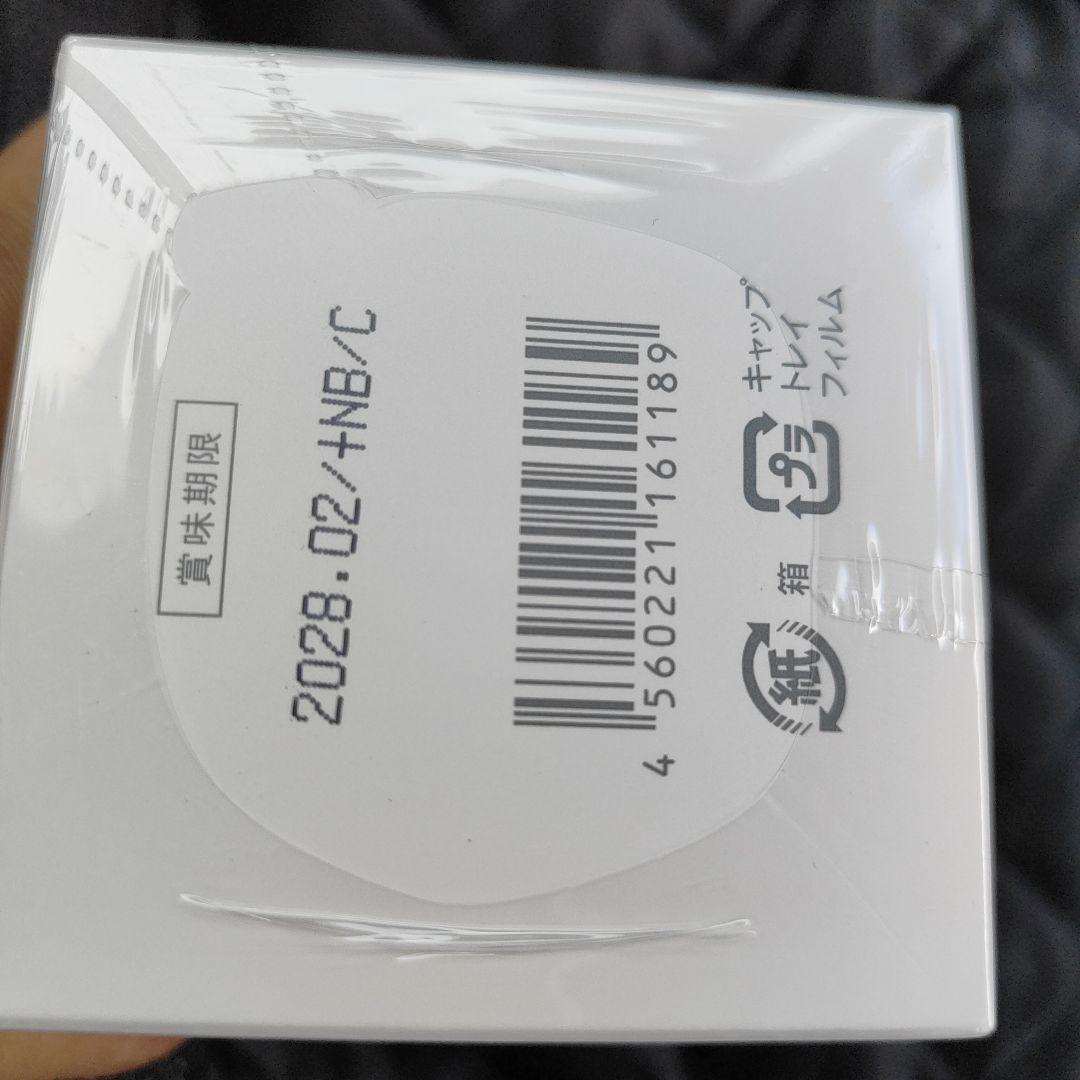 賞味期限
2028.02/+NB/C
4 560221 161189
紙 箱
プラ キャップ
トレイ
フィルム